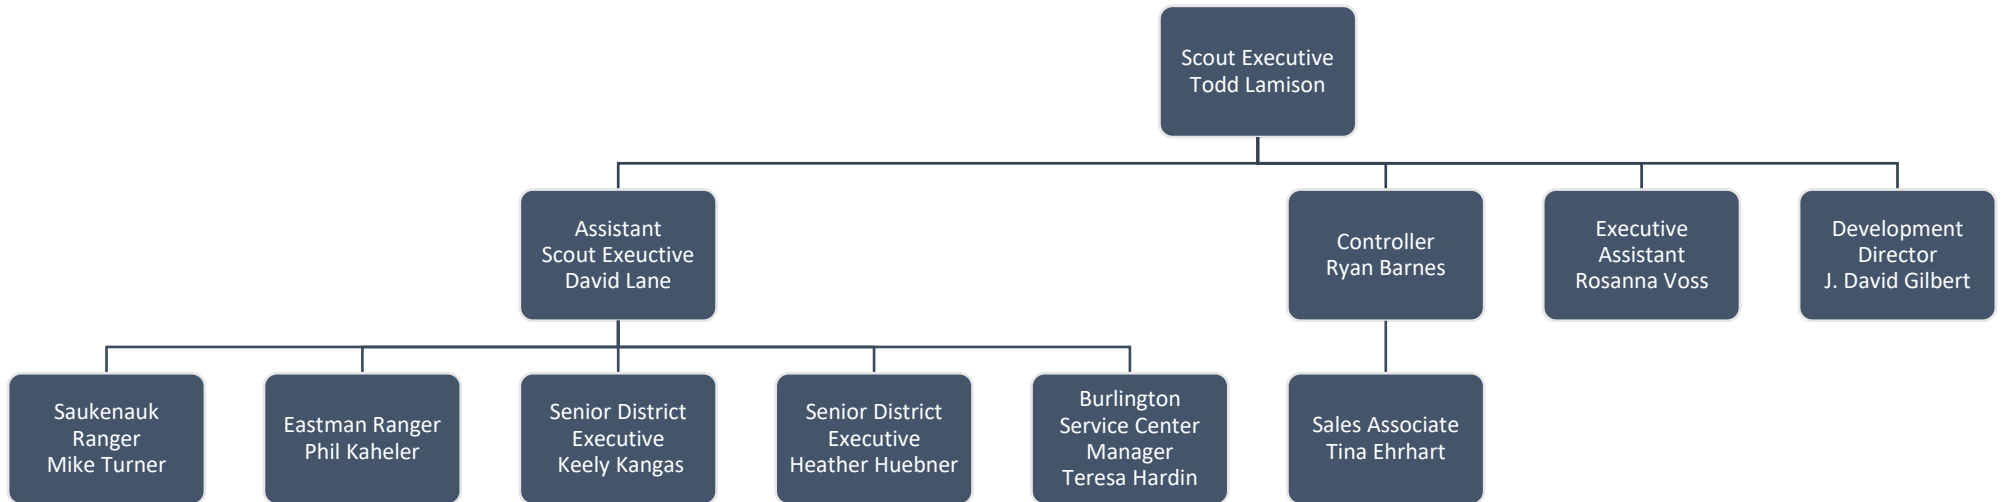 Scout Executive
Todd Lamison
Assistant
Scout Exeuctive
David Lane
Controller
Ryan Barnes
Executive
Assistant
Rosanna Voss
Development
Director
J. David Gilbert
Saukenauk
Ranger
Mike Turner
Eastman Ranger
Phil Kaheler
Senior District
Executive
Keely Kangas
Senior District
Executive
Heather Huebner
Burlington
Service Center
Manager
Teresa Hardin
Sales Associate
Tina Ehrhart